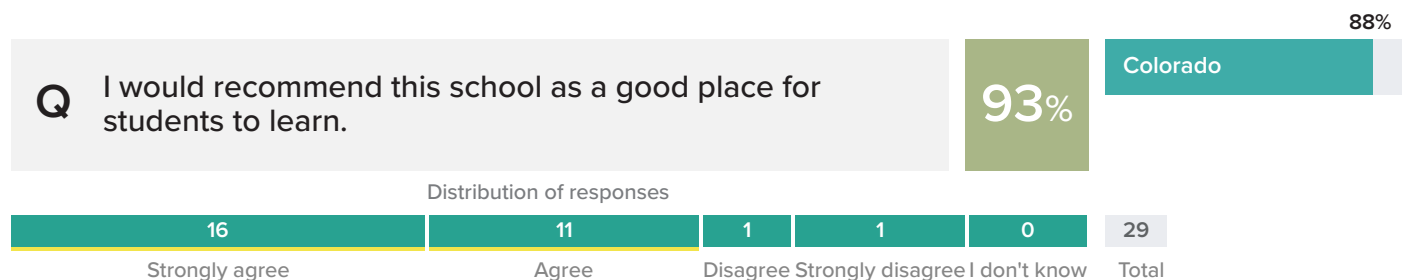 88%
Q
I would recommend this school as a good place for
students to learn.
93%
Colorado
Distribution of responses
16 11 1 1 0 29
Strongly agree Agree Disagree Strongly disagree I don't know Total